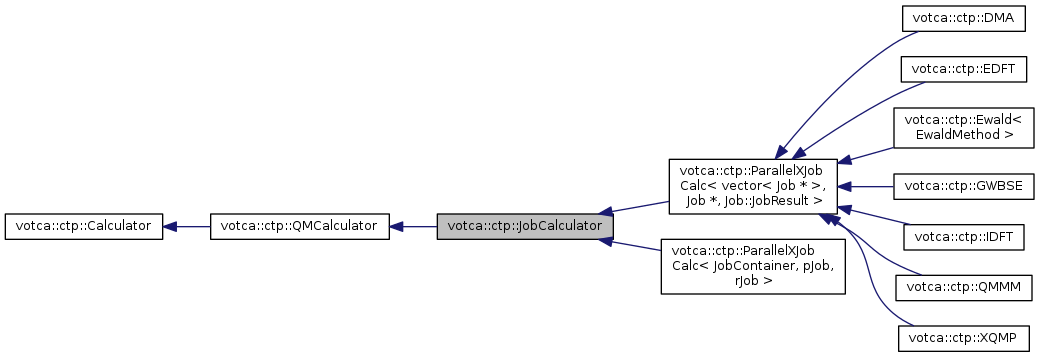 votca::ctp::Calculator
votca::ctp::QMCalculator
votca::ctp::JobCalculator
votca::ctp::ParallelXJob
Calc< vector< Job * >,
Job *, Job::JobResult >
votca::ctp::ParallelXJob
Calc< JobContainer, pJob,
rJob >
votca::ctp::DMA
votca::ctp::EDFT
votca::ctp::Ewald<
EwaldMethod >
votca::ctp::GWBSE
votca::ctp::IDFT
votca::ctp::QMMM
votca::ctp::XQMP